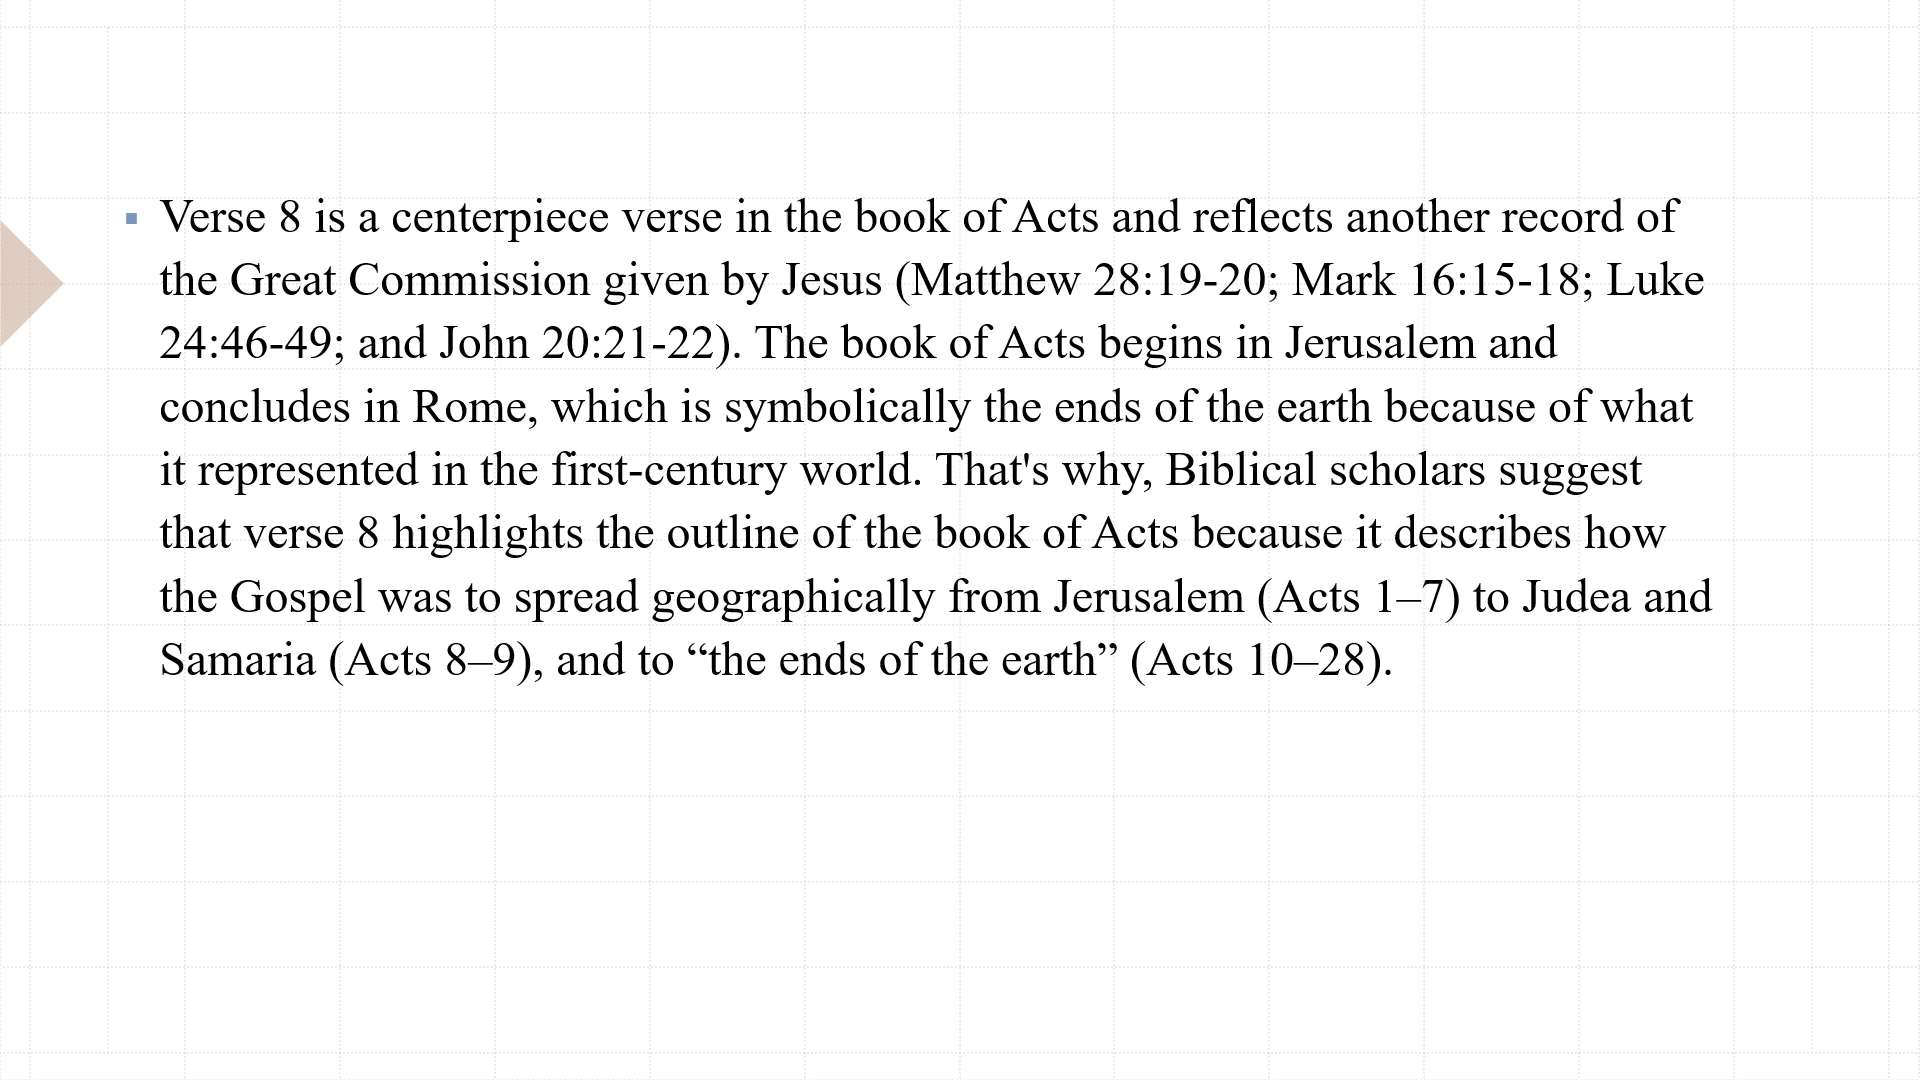 ▪ Verse 8 is a centerpiece verse in the book of Acts and reflects another record of
the Great Commission given by Jesus (Matthew 28:19-20; Mark 16:15-18; Luke
24:46-49; and John 20:21-22). The book of Acts begins in Jerusalem and
concludes in Rome, which is symbolically the ends of the earth because of what
it represented in the first-century world. That's why, Biblical scholars suggest
that verse 8 highlights the outline of the book of Acts because it describes how
the Gospel was to spread geographically from Jerusalem (Acts 1–7) to Judea and
Samaria (Acts 8–9), and to “the ends of the earth” (Acts 10–28).